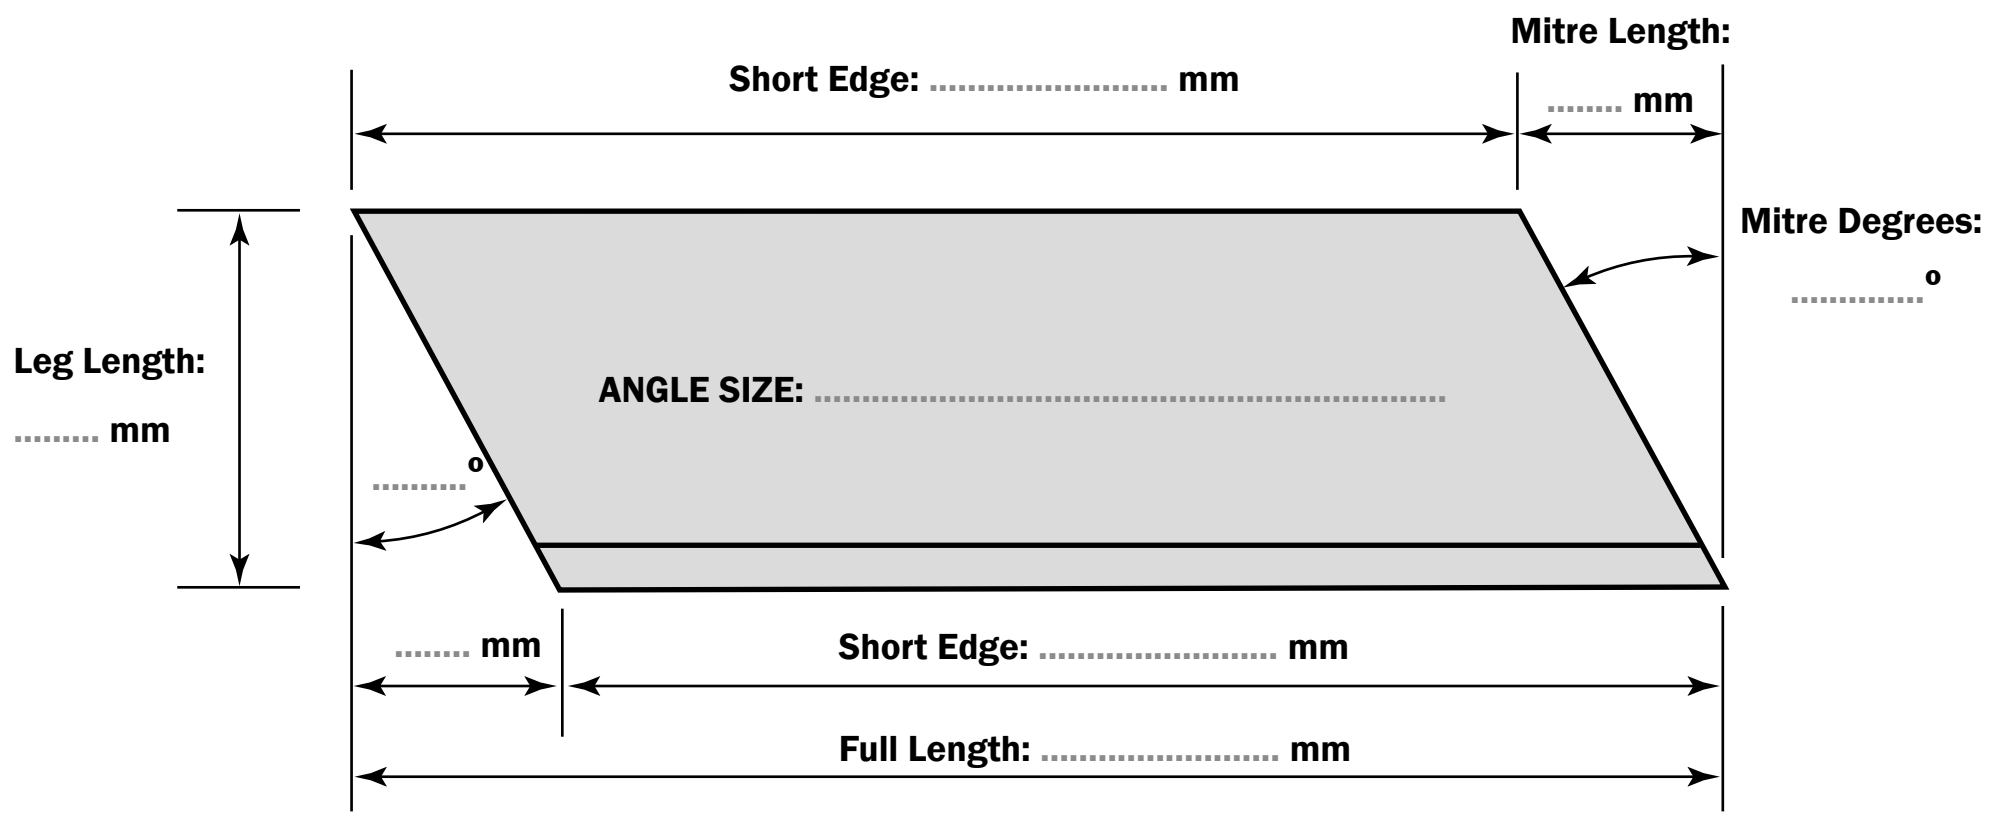 Mitre Length:
Short Edge: ........................ mm
........ mm
Mitre Degrees:
..............o
Leg Length:
ANGLE SIZE: ..................................................................
......... mm
..........o
........ mm
Short Edge: ......................... mm
Full Length: ......................... mm